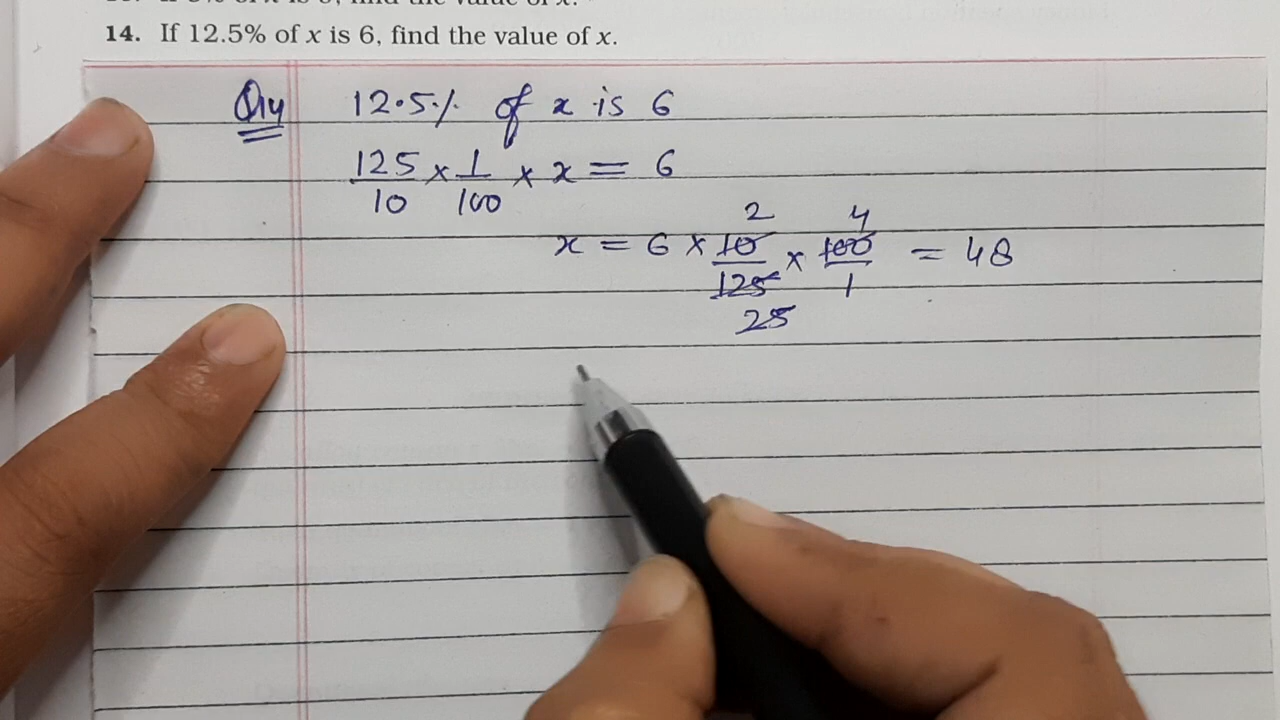 14. If 12.5% of x is 6, find the value of x.
Q14 12.5% of x is 6
125/10 × 1/100 × x = 6
2 4
x = 6 × 10/125 × 100/1 = 48
25